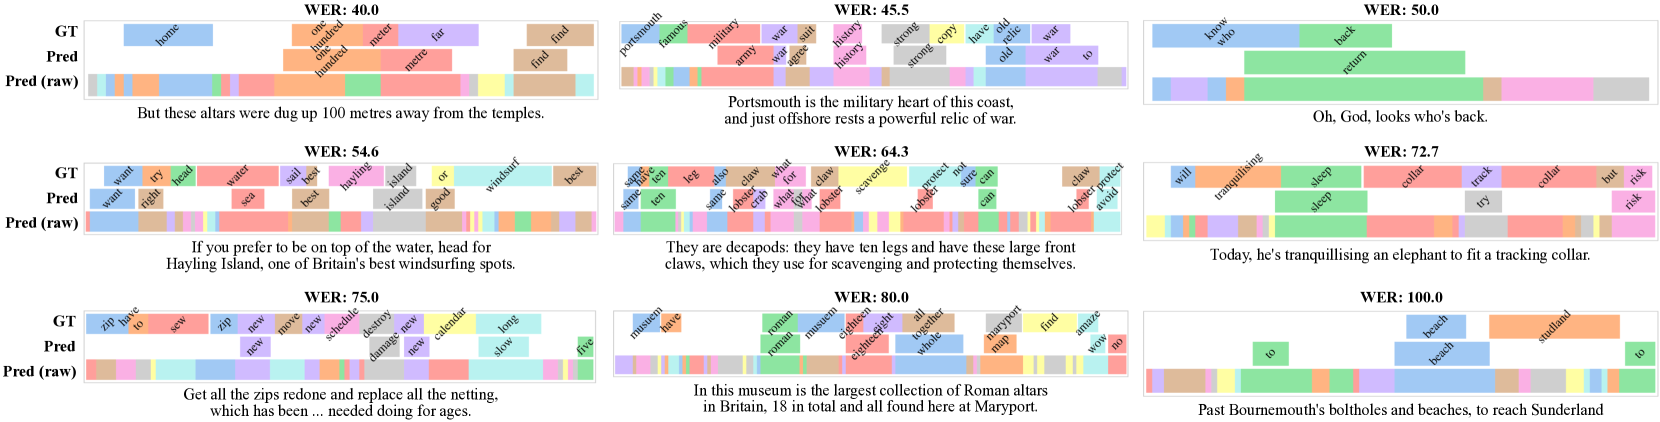 WER: 40.0
GT home one hundred meter far find
Pred one hundred metre find
Pred (raw)
But these altars were dug up 100 metres away from the temples.
WER: 45.5
portsmouth famous military war suit history strong copy have old relic war
army war agree history strong old war to
Portsmouth is the military heart of this coast,
and just offshore rests a powerful relic of war.
WER: 50.0
know who back
return
Oh, God, looks who's back.
WER: 54.6
GT want try head water sail best hayling island or windsurf best
Pred want right sea best island good
Pred (raw)
If you prefer to be on top of the water, head for
Hayling Island, one of Britain's best windsurfing spots.
WER: 64.3
same have ten leg also claw what for claw scavenge protect not sure can claw protect
same ten same lobster crab what for what lobster lobster can lobster avoid
They are decapods: they have ten legs and have these large front
claws, which they use for scavenging and protecting themselves.
WER: 72.7
will tranquilising sleep collar track collar but risk
sleep try risk
Today, he's tranquillising an elephant to fit a tracking collar.
WER: 75.0
GT zip have to sew zip new move new schedule destroy new calendar long
Pred new damage new slow five
Pred (raw)
Get all the zips redone and replace all the netting,
which has been ... needed doing for ages.
WER: 80.0
musuem have roman musuem eighteen eight all together maryport find amaze
roman eighteen whole map wow no
In this museum is the largest collection of Roman altars
in Britain, 18 in total and all found here at Maryport.
WER: 100.0
beach studland
to beach to
Past Bournemouth's boltholes and beaches, to reach Sunderland